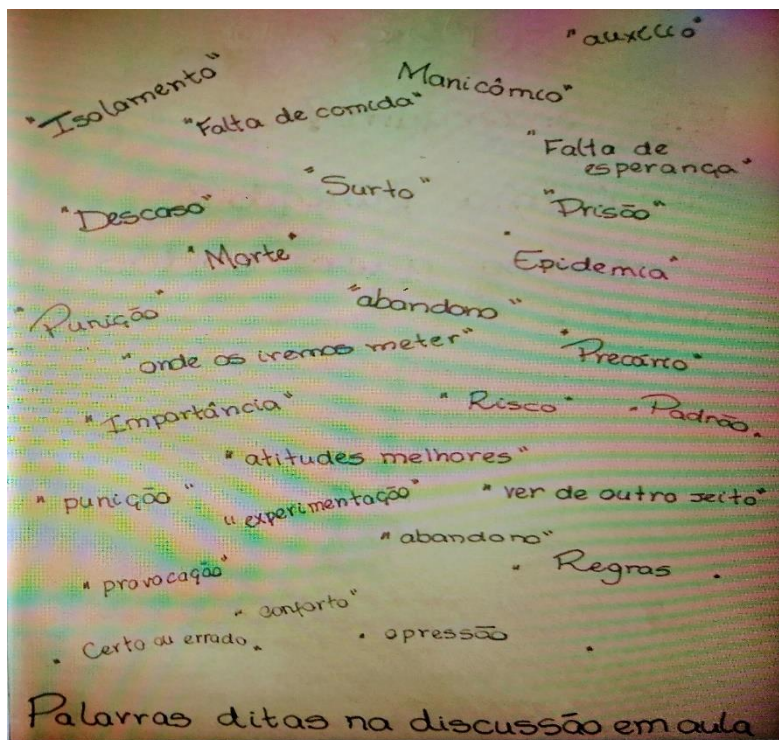 "auxílio"
"Isolamento"
Manicômio"
"Falta de comida"
"Falta de
esperança"
"Surto"
"Descaso"
"Prisão"
"Morte"
"Epidemia"
"Punição"
"abandono"
"onde os iremos meter"
"Precário"
"Importância"
"Risco"
"Padrão"
"atitudes melhores"
"punição"
"experimentação"
"ver de outro jeito"
"abandono"
"provocação"
"Regras"
"conforto"
"Certo ou errado"
"opressão"
Palavras ditas na discussão em aula